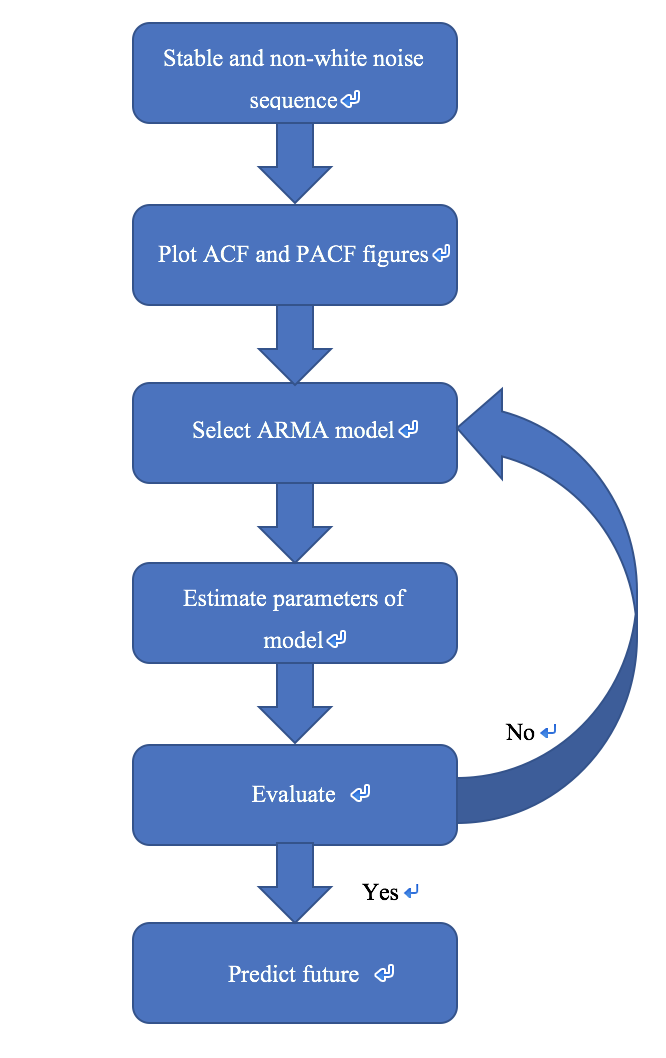 Stable and non-white noise
sequence
Plot ACF and PACF figures
Select ARMA model
Estimate parameters of
model
Evaluate
No
Yes
Predict future